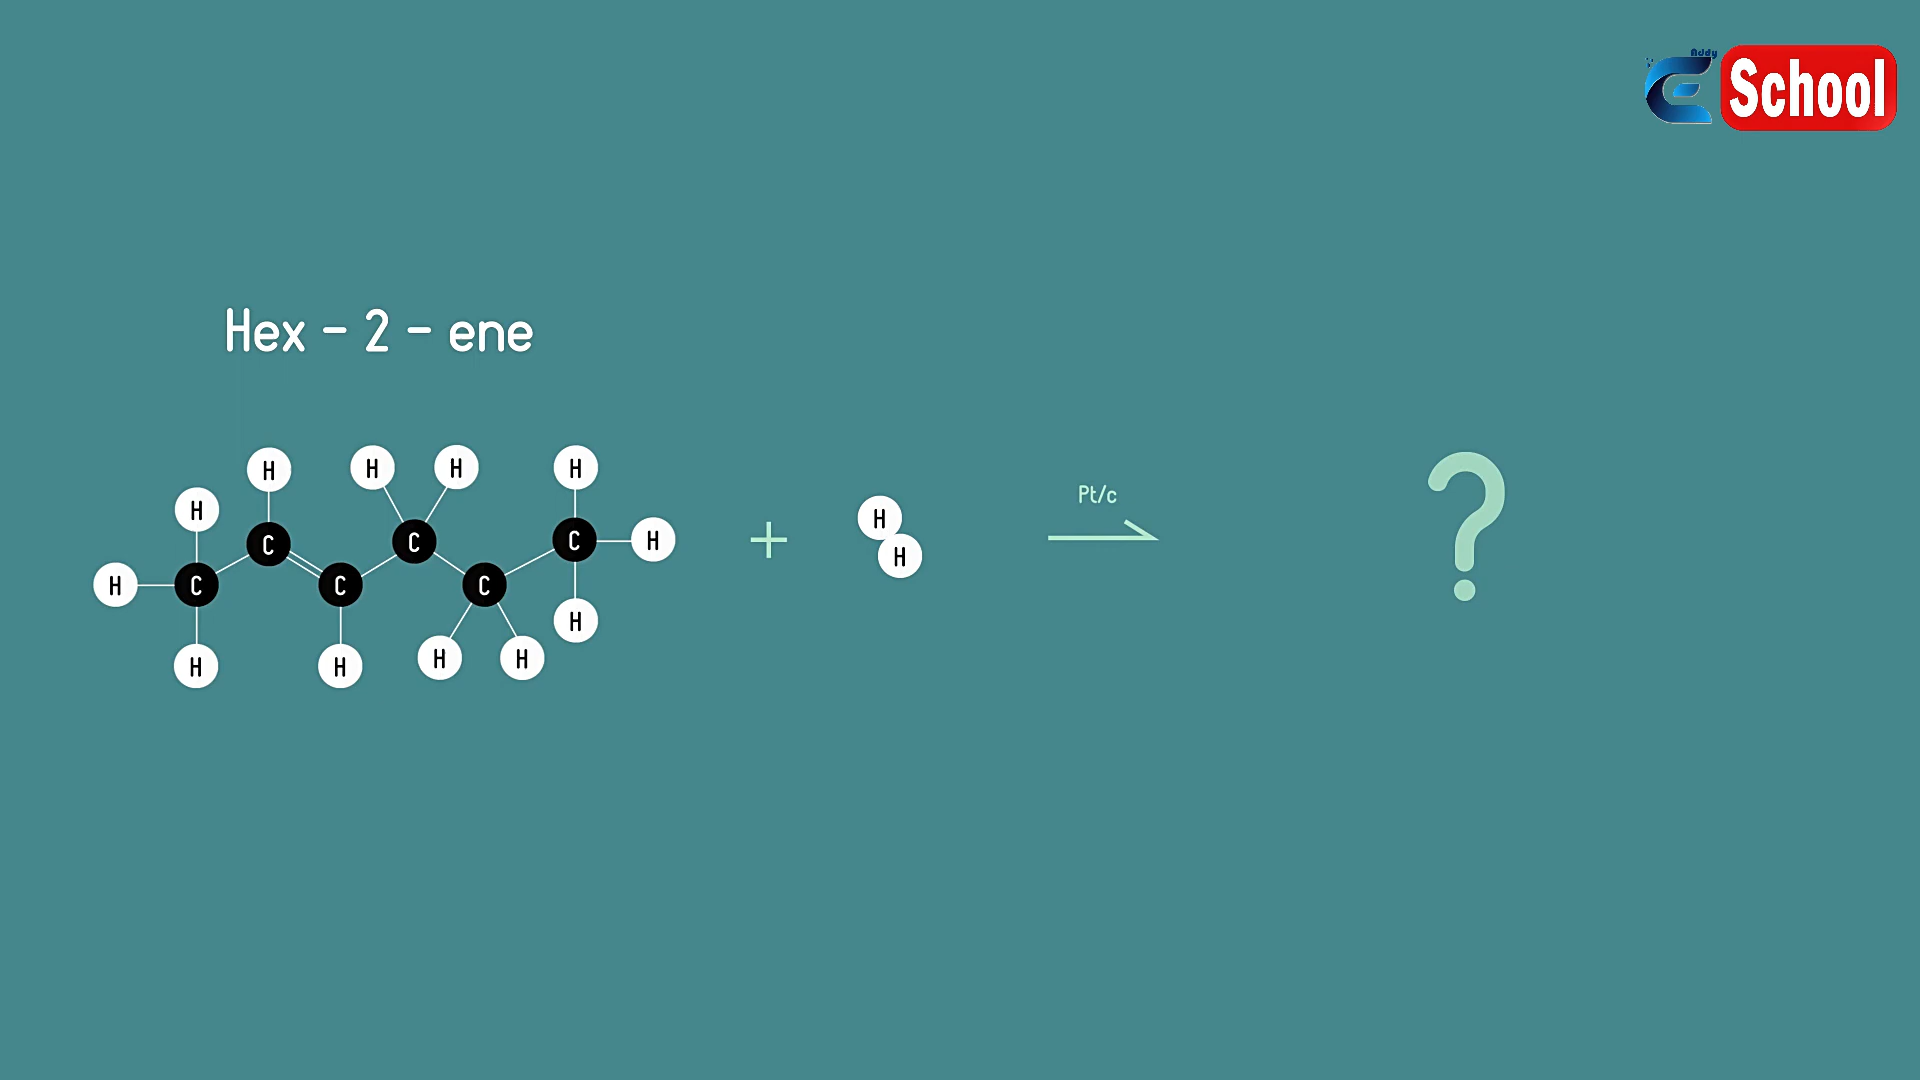 Addy
School
Hex - 2 - ene
H H H H
H H
C C C H + H Pt/c
H C C C H
H
H H
H H